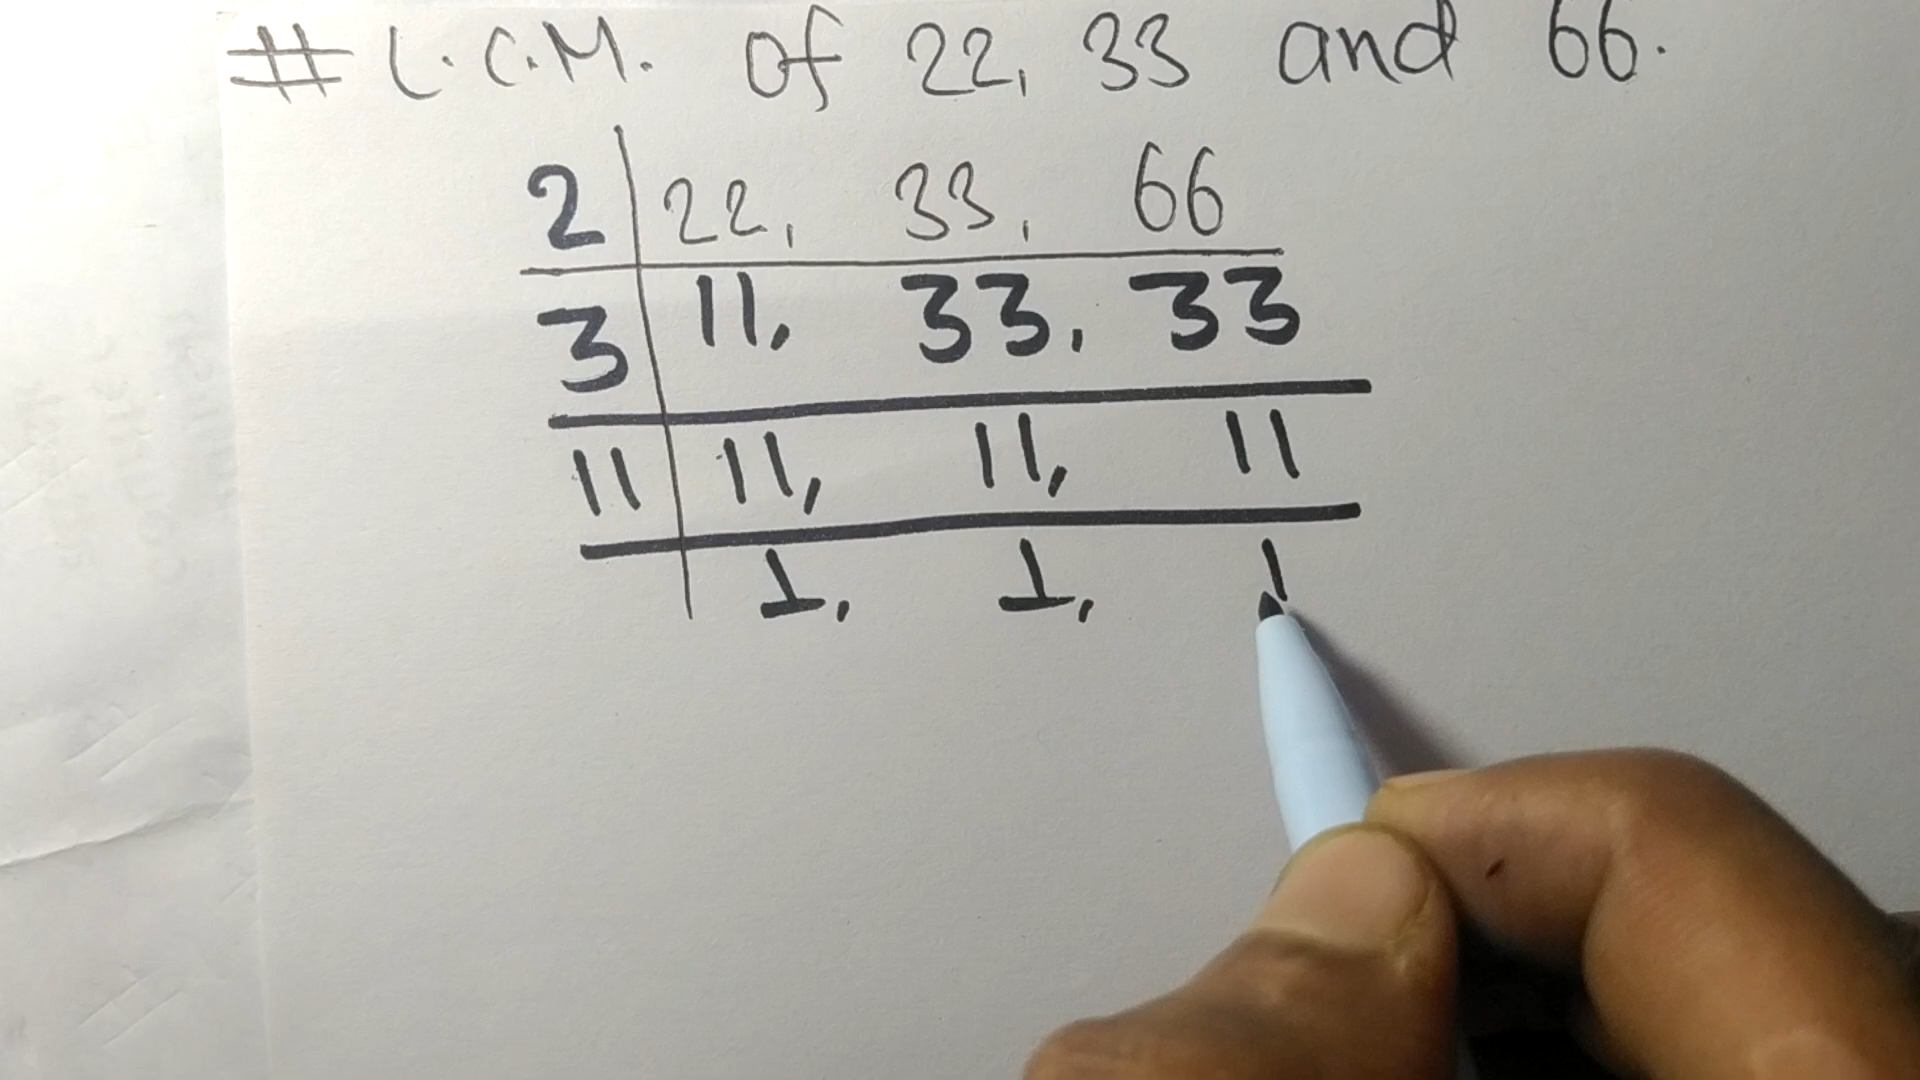 # L.C.M. of 22, 33 and 66.
2 | 22, 33, 66
3 | 11, 33, 33
11 | 11, 11, 11
| 1, 1, 1